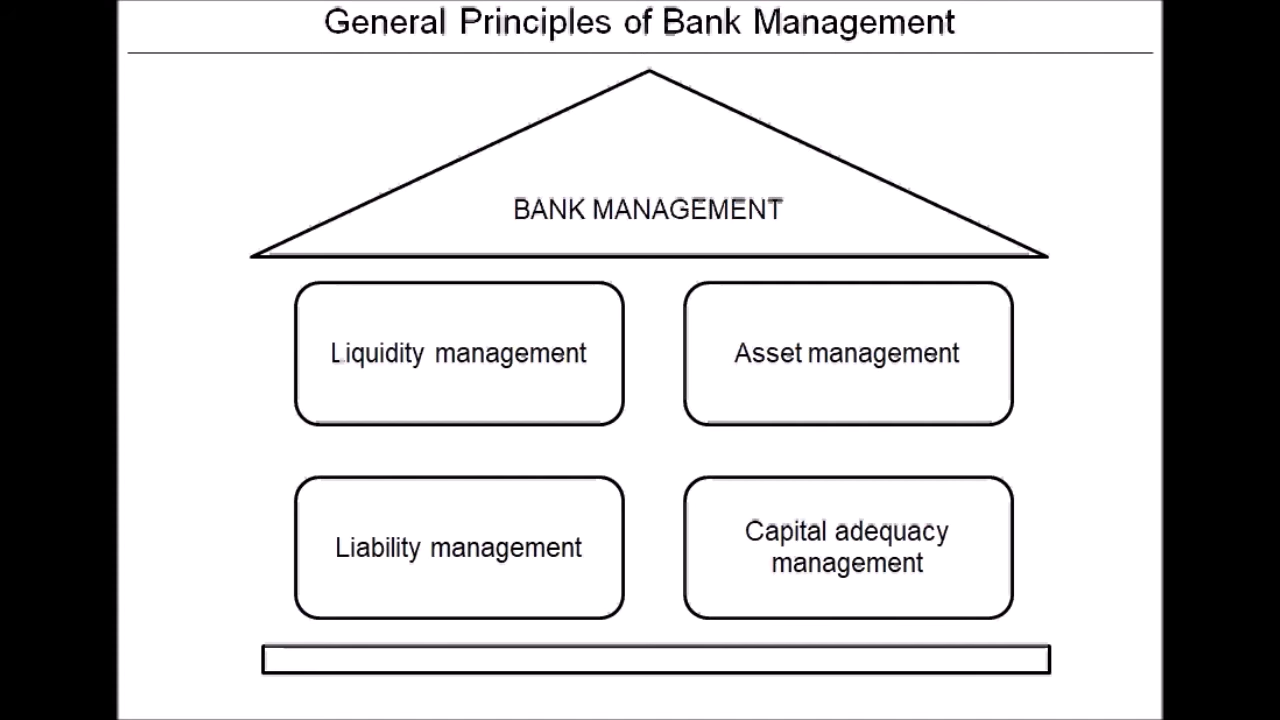 General Principles of Bank Management
BANK MANAGEMENT
Liquidity management
Asset management
Liability management
Capital adequacy
management